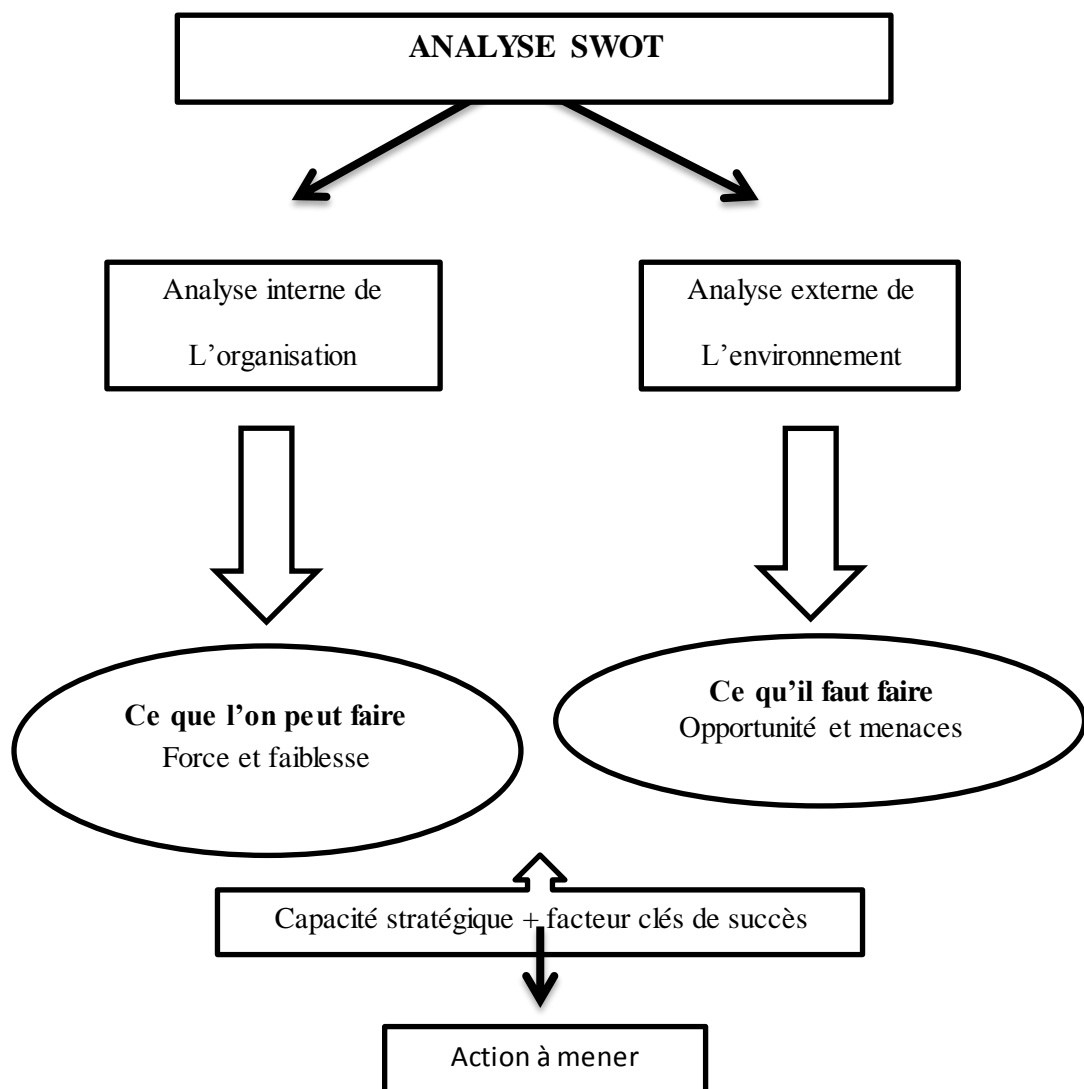 ANALYSE SWOT
Analyse interne de
L’organisation
Analyse externe de
L’environnement
Ce que l’on peut faire
Force et faiblesse
Ce qu’il faut faire
Opportunité et menaces
Capacité stratégique + facteur clés de succès
Action à mener